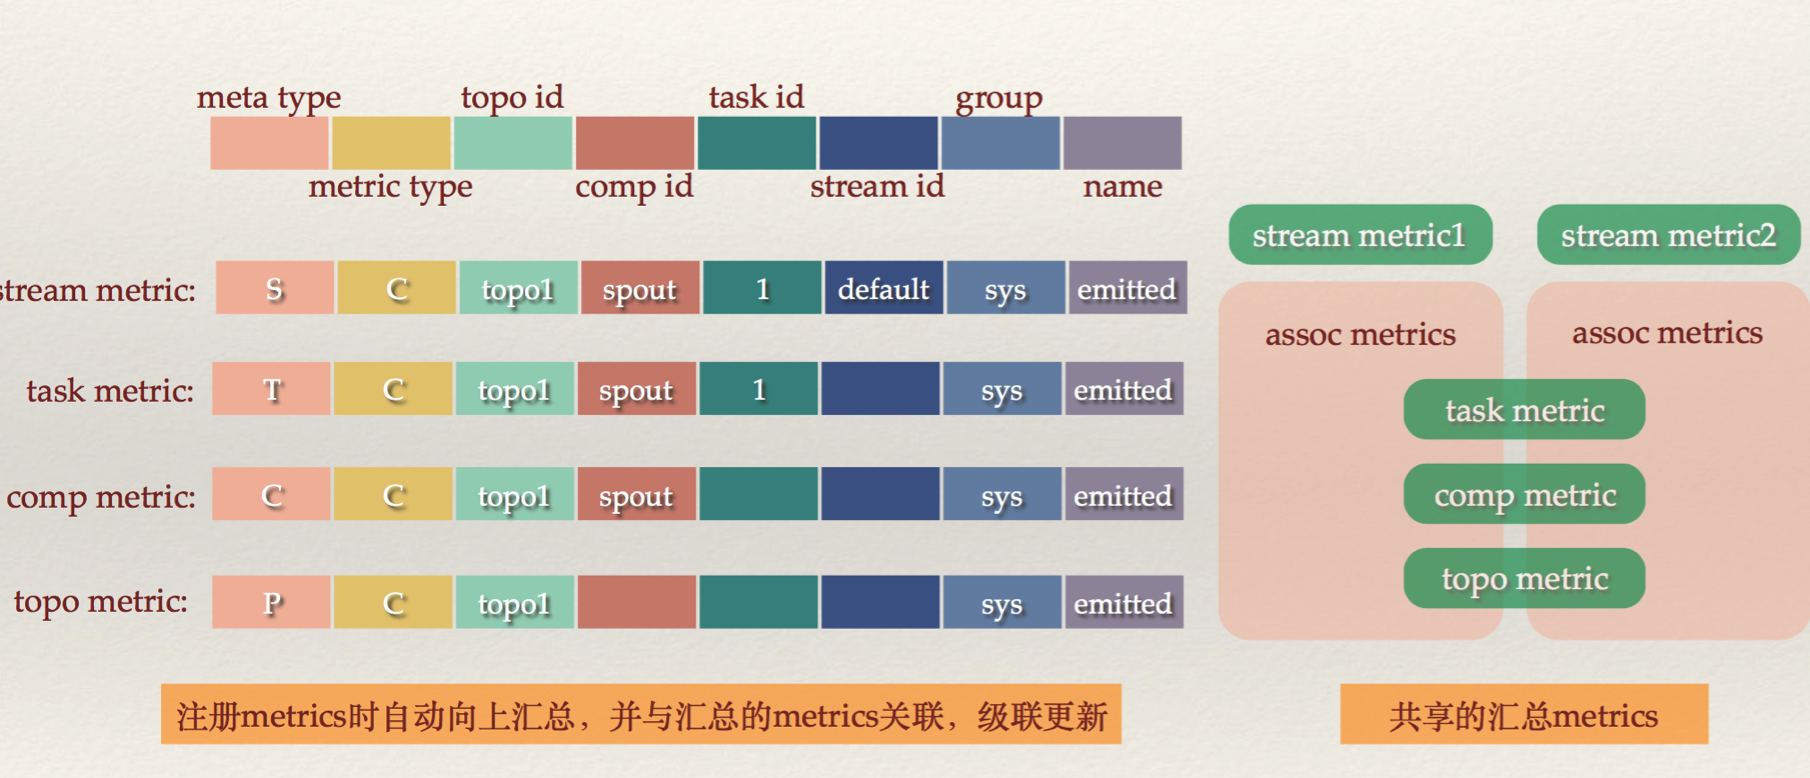 meta type topo id task id group
metric type comp id stream id name
stream metric: S C topo1 spout 1 default sys emitted
task metric: T C topo1 spout 1 sys emitted
comp metric: C C topo1 spout sys emitted
topo metric: P C topo1 sys emitted
注册metrics时自动向上汇总，并与汇总的metrics关联，级联更新
stream metric1 stream metric2
assoc metrics assoc metrics
task metric
comp metric
topo metric
共享的汇总metrics